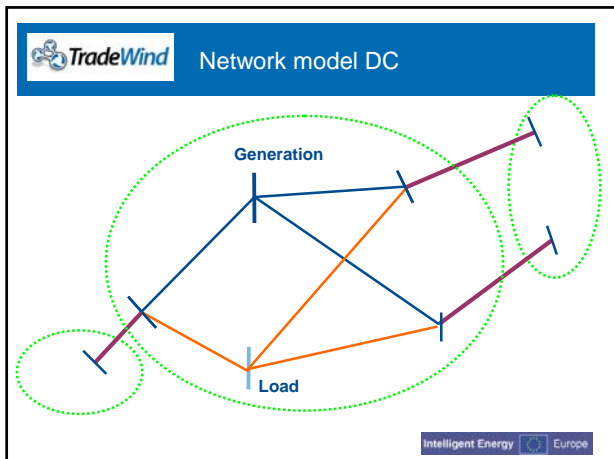 TradeWind
Network model DC
Generation
Load
Intelligent Energy Europe